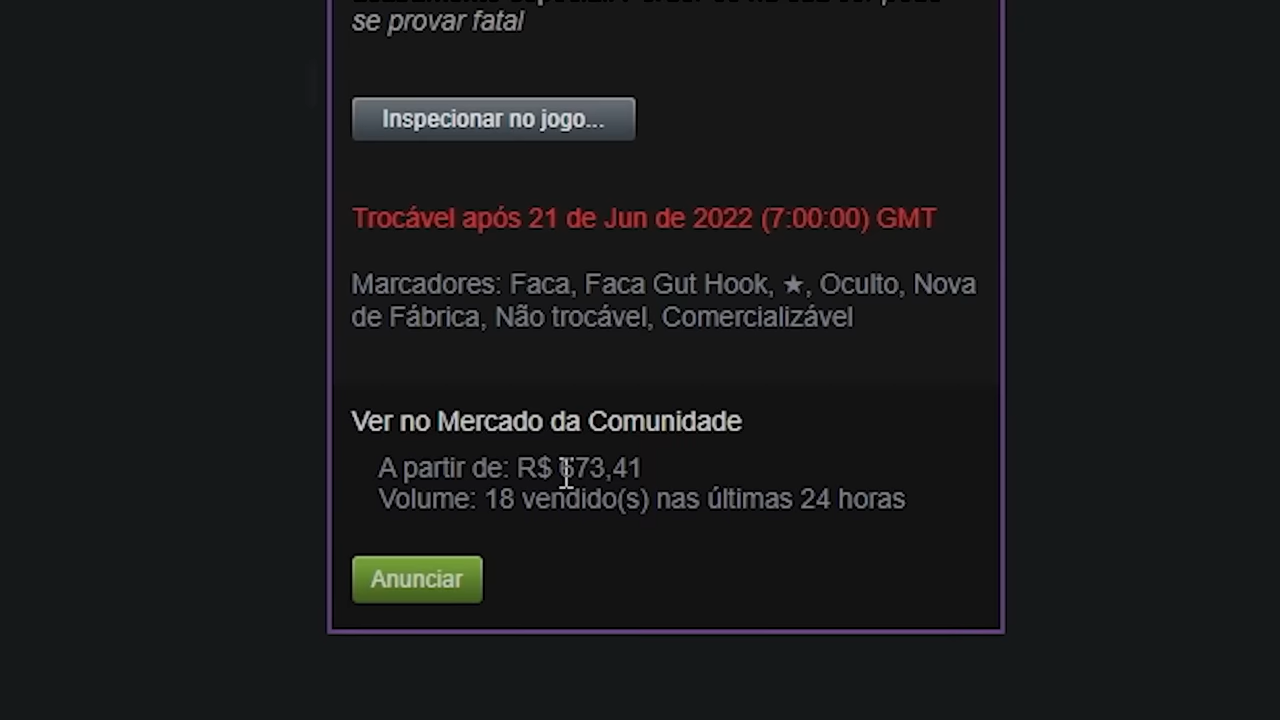 se provar fatal
Inspecionar no jogo...
Trocável após 21 de Jun de 2022 (7:00:00) GMT
Marcadores: Faca, Faca Gut Hook, ★, Oculto, Nova
de Fábrica, Não trocável, Comercializável
Ver no Mercado da Comunidade
A partir de: R$ 673,41
Volume: 18 vendido(s) nas últimas 24 horas
Anunciar